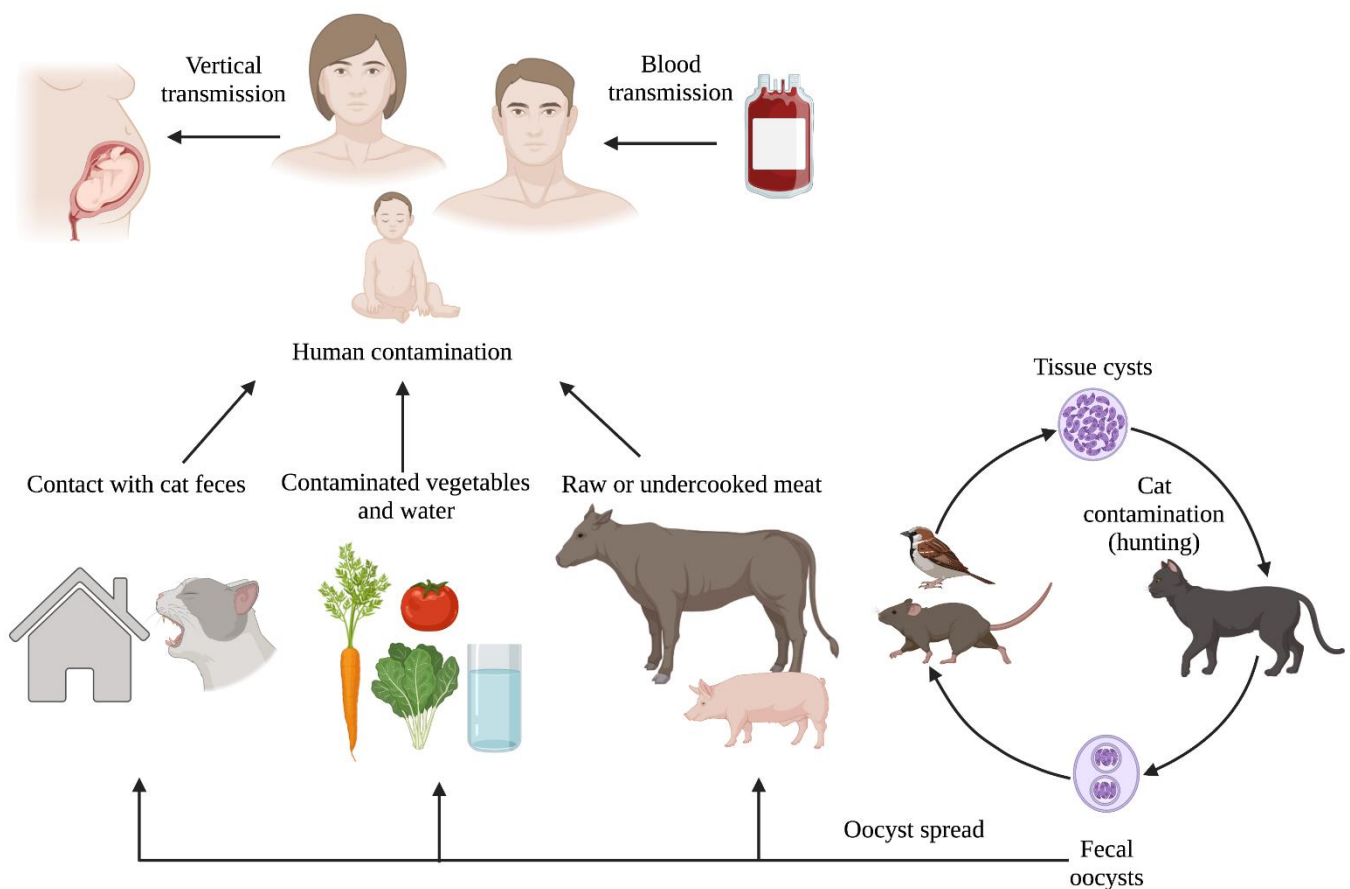 Vertical
transmission
Blood
transmission
Human contamination
Tissue cysts
Contact with cat feces
Contaminated vegetables
and water
Raw or undercooked meat
Cat
contamination
(hunting)
Oocyst spread
Fecal
oocysts